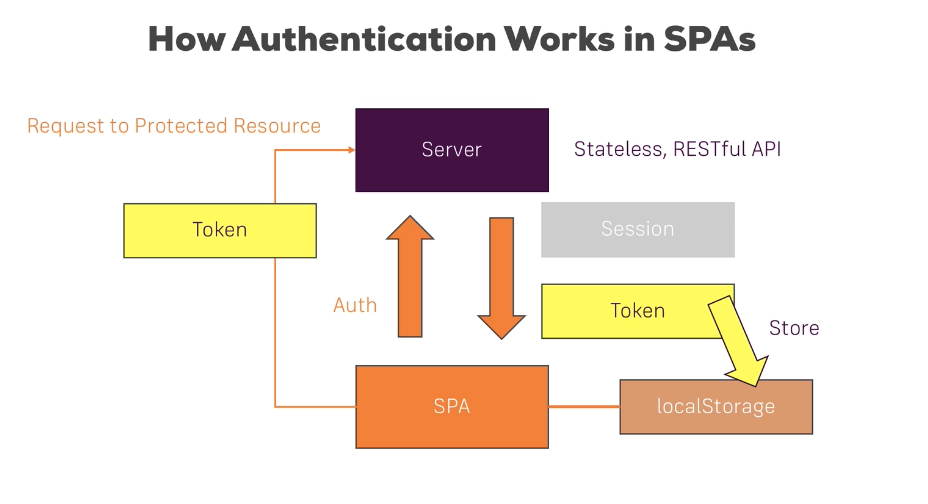 How Authentication Works in SPAs
Request to Protected Resource
Server
Stateless, RESTful API
Token
Session
Auth
Token
Store
SPA
localStorage